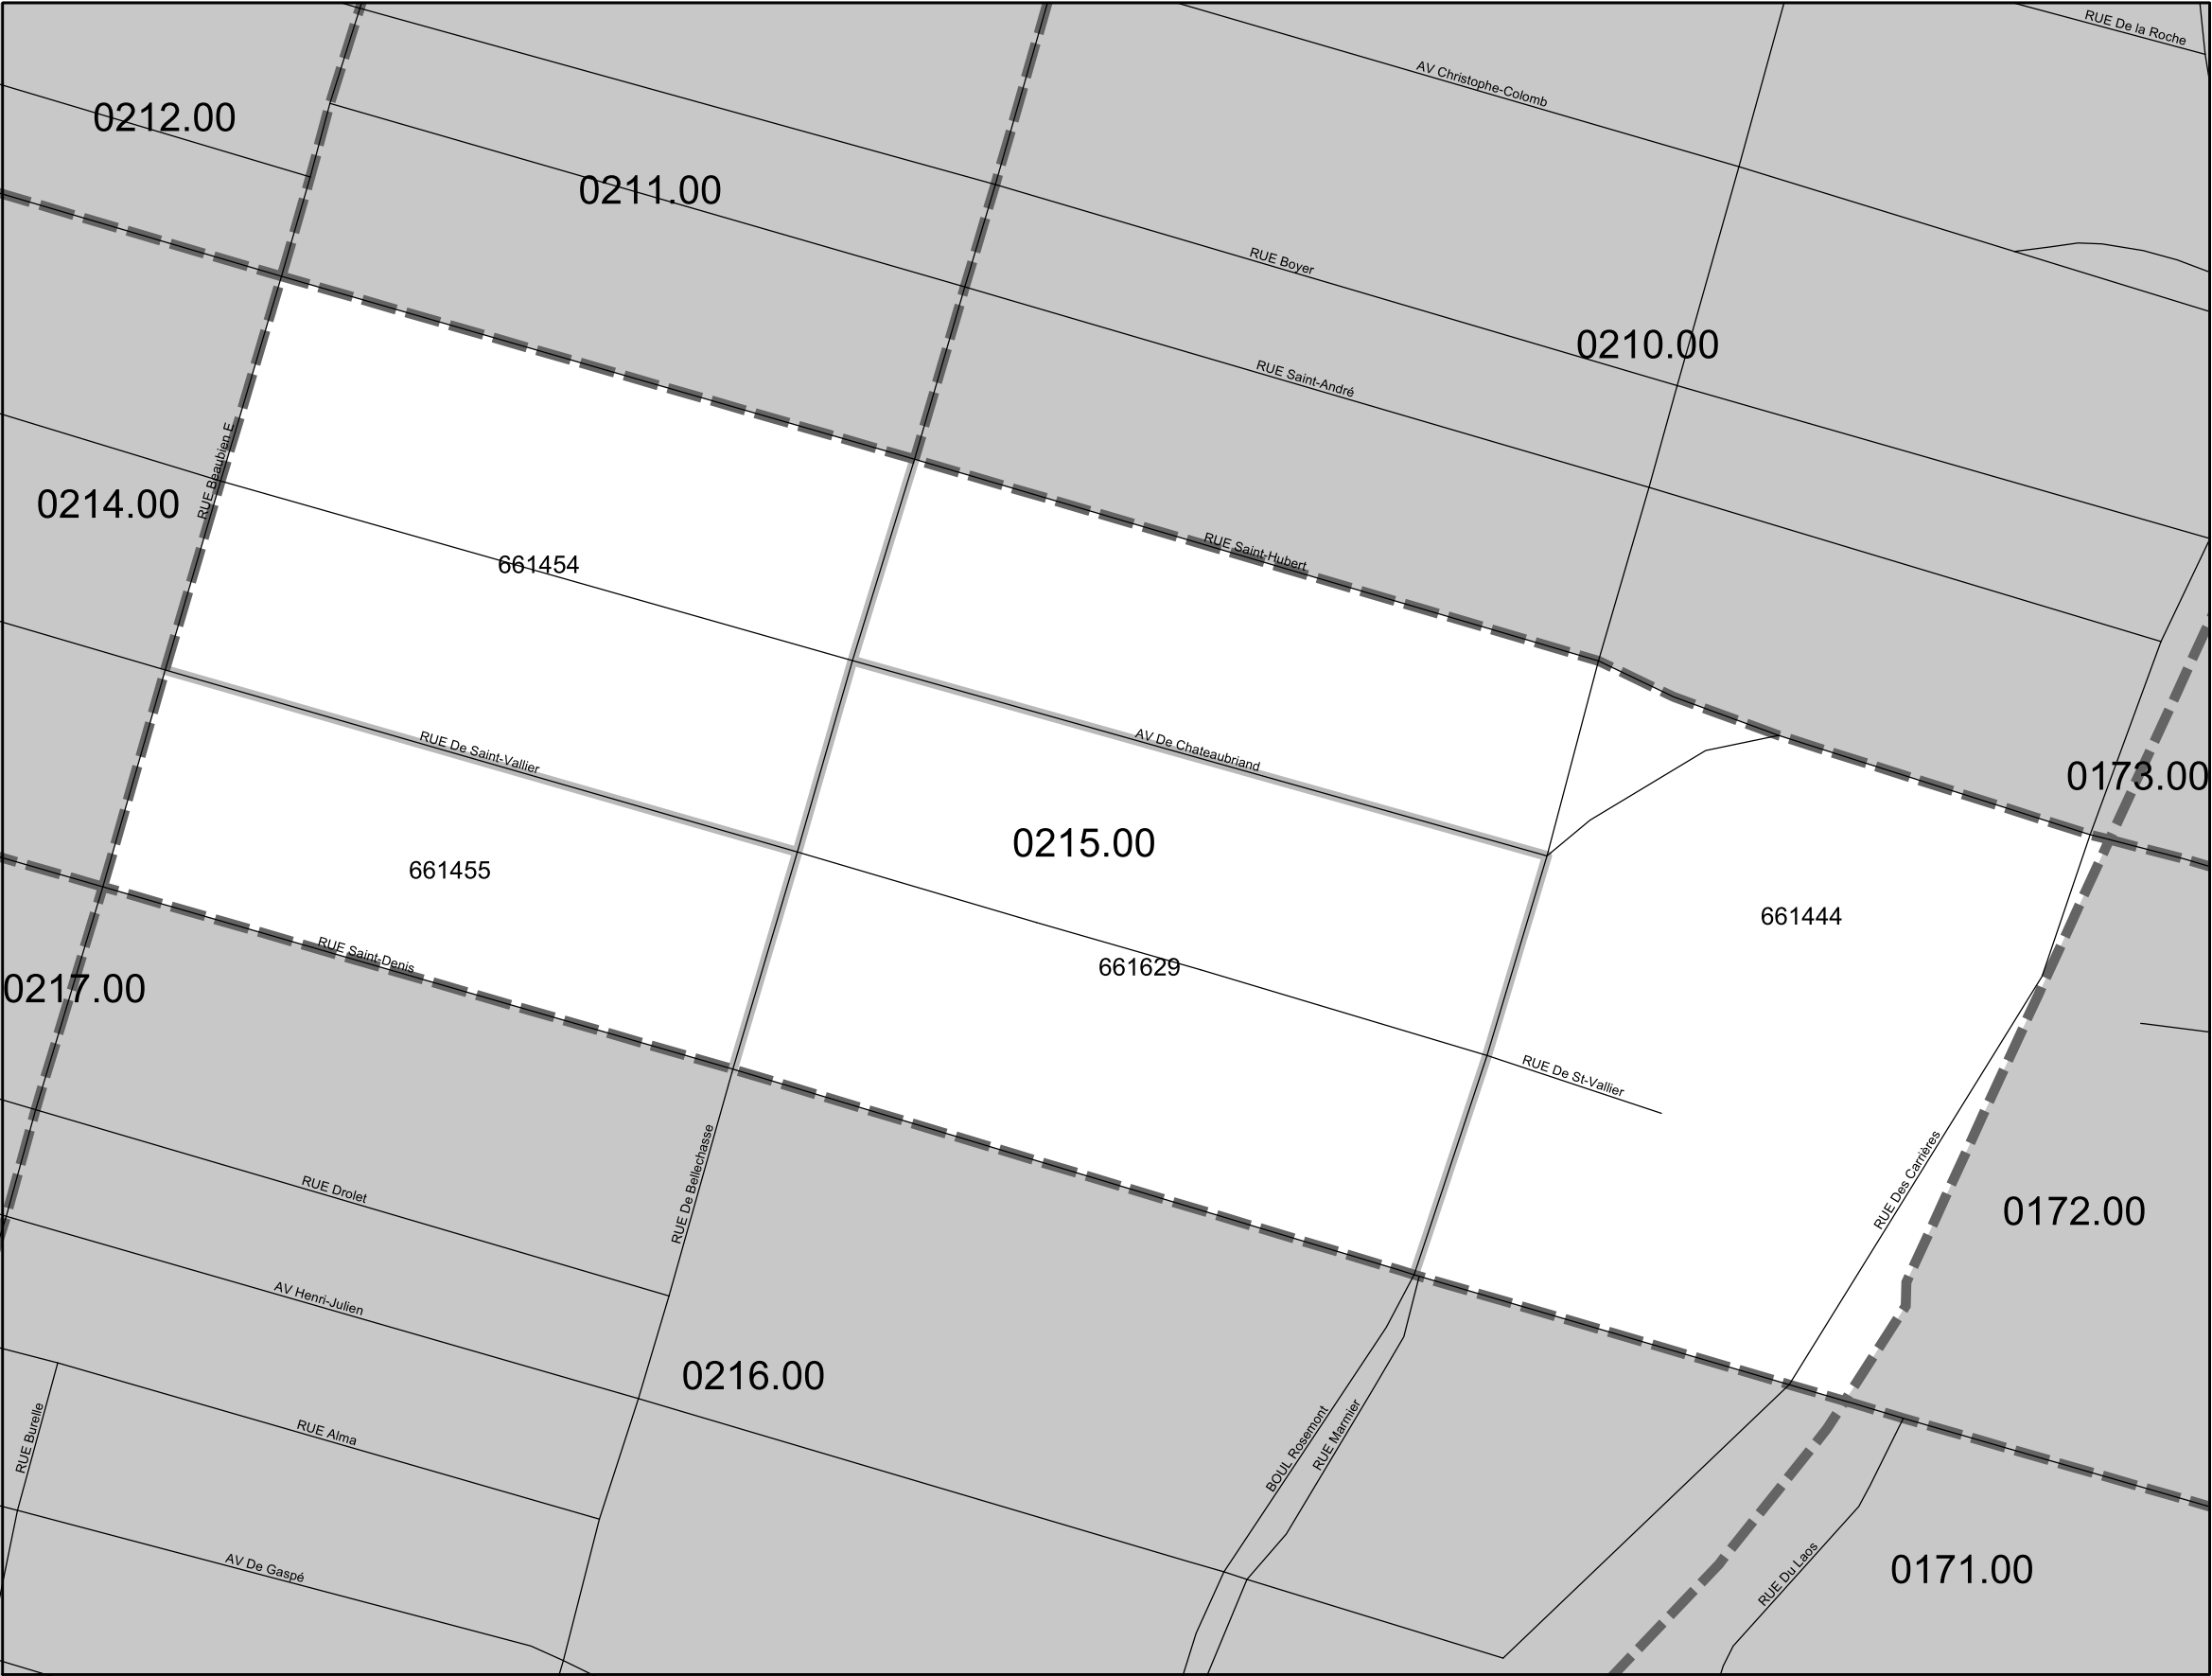 RUE De la Roche
AV Christophe-Colomb
0212.00
0211.00
RUE Boyer
0210.00
RUE Saint-André
RUE Beaubien E
0214.00
RUE Saint-Hubert
661454
RUE De Saint-Vallier
AV De Chateaubriand
0173.00
0215.00
661455
661444
RUE Saint-Denis
661629
0217.00
RUE De St-Vallier
RUE Drolet
RUE De Bellechasse
RUE Des Carrières
0172.00
AV Henri-Julien
0216.00
RUE Burelle
RUE Alma
BOUL Rosemont
RUE Marmier
AV De Gaspé
RUE Du Laos
0171.00